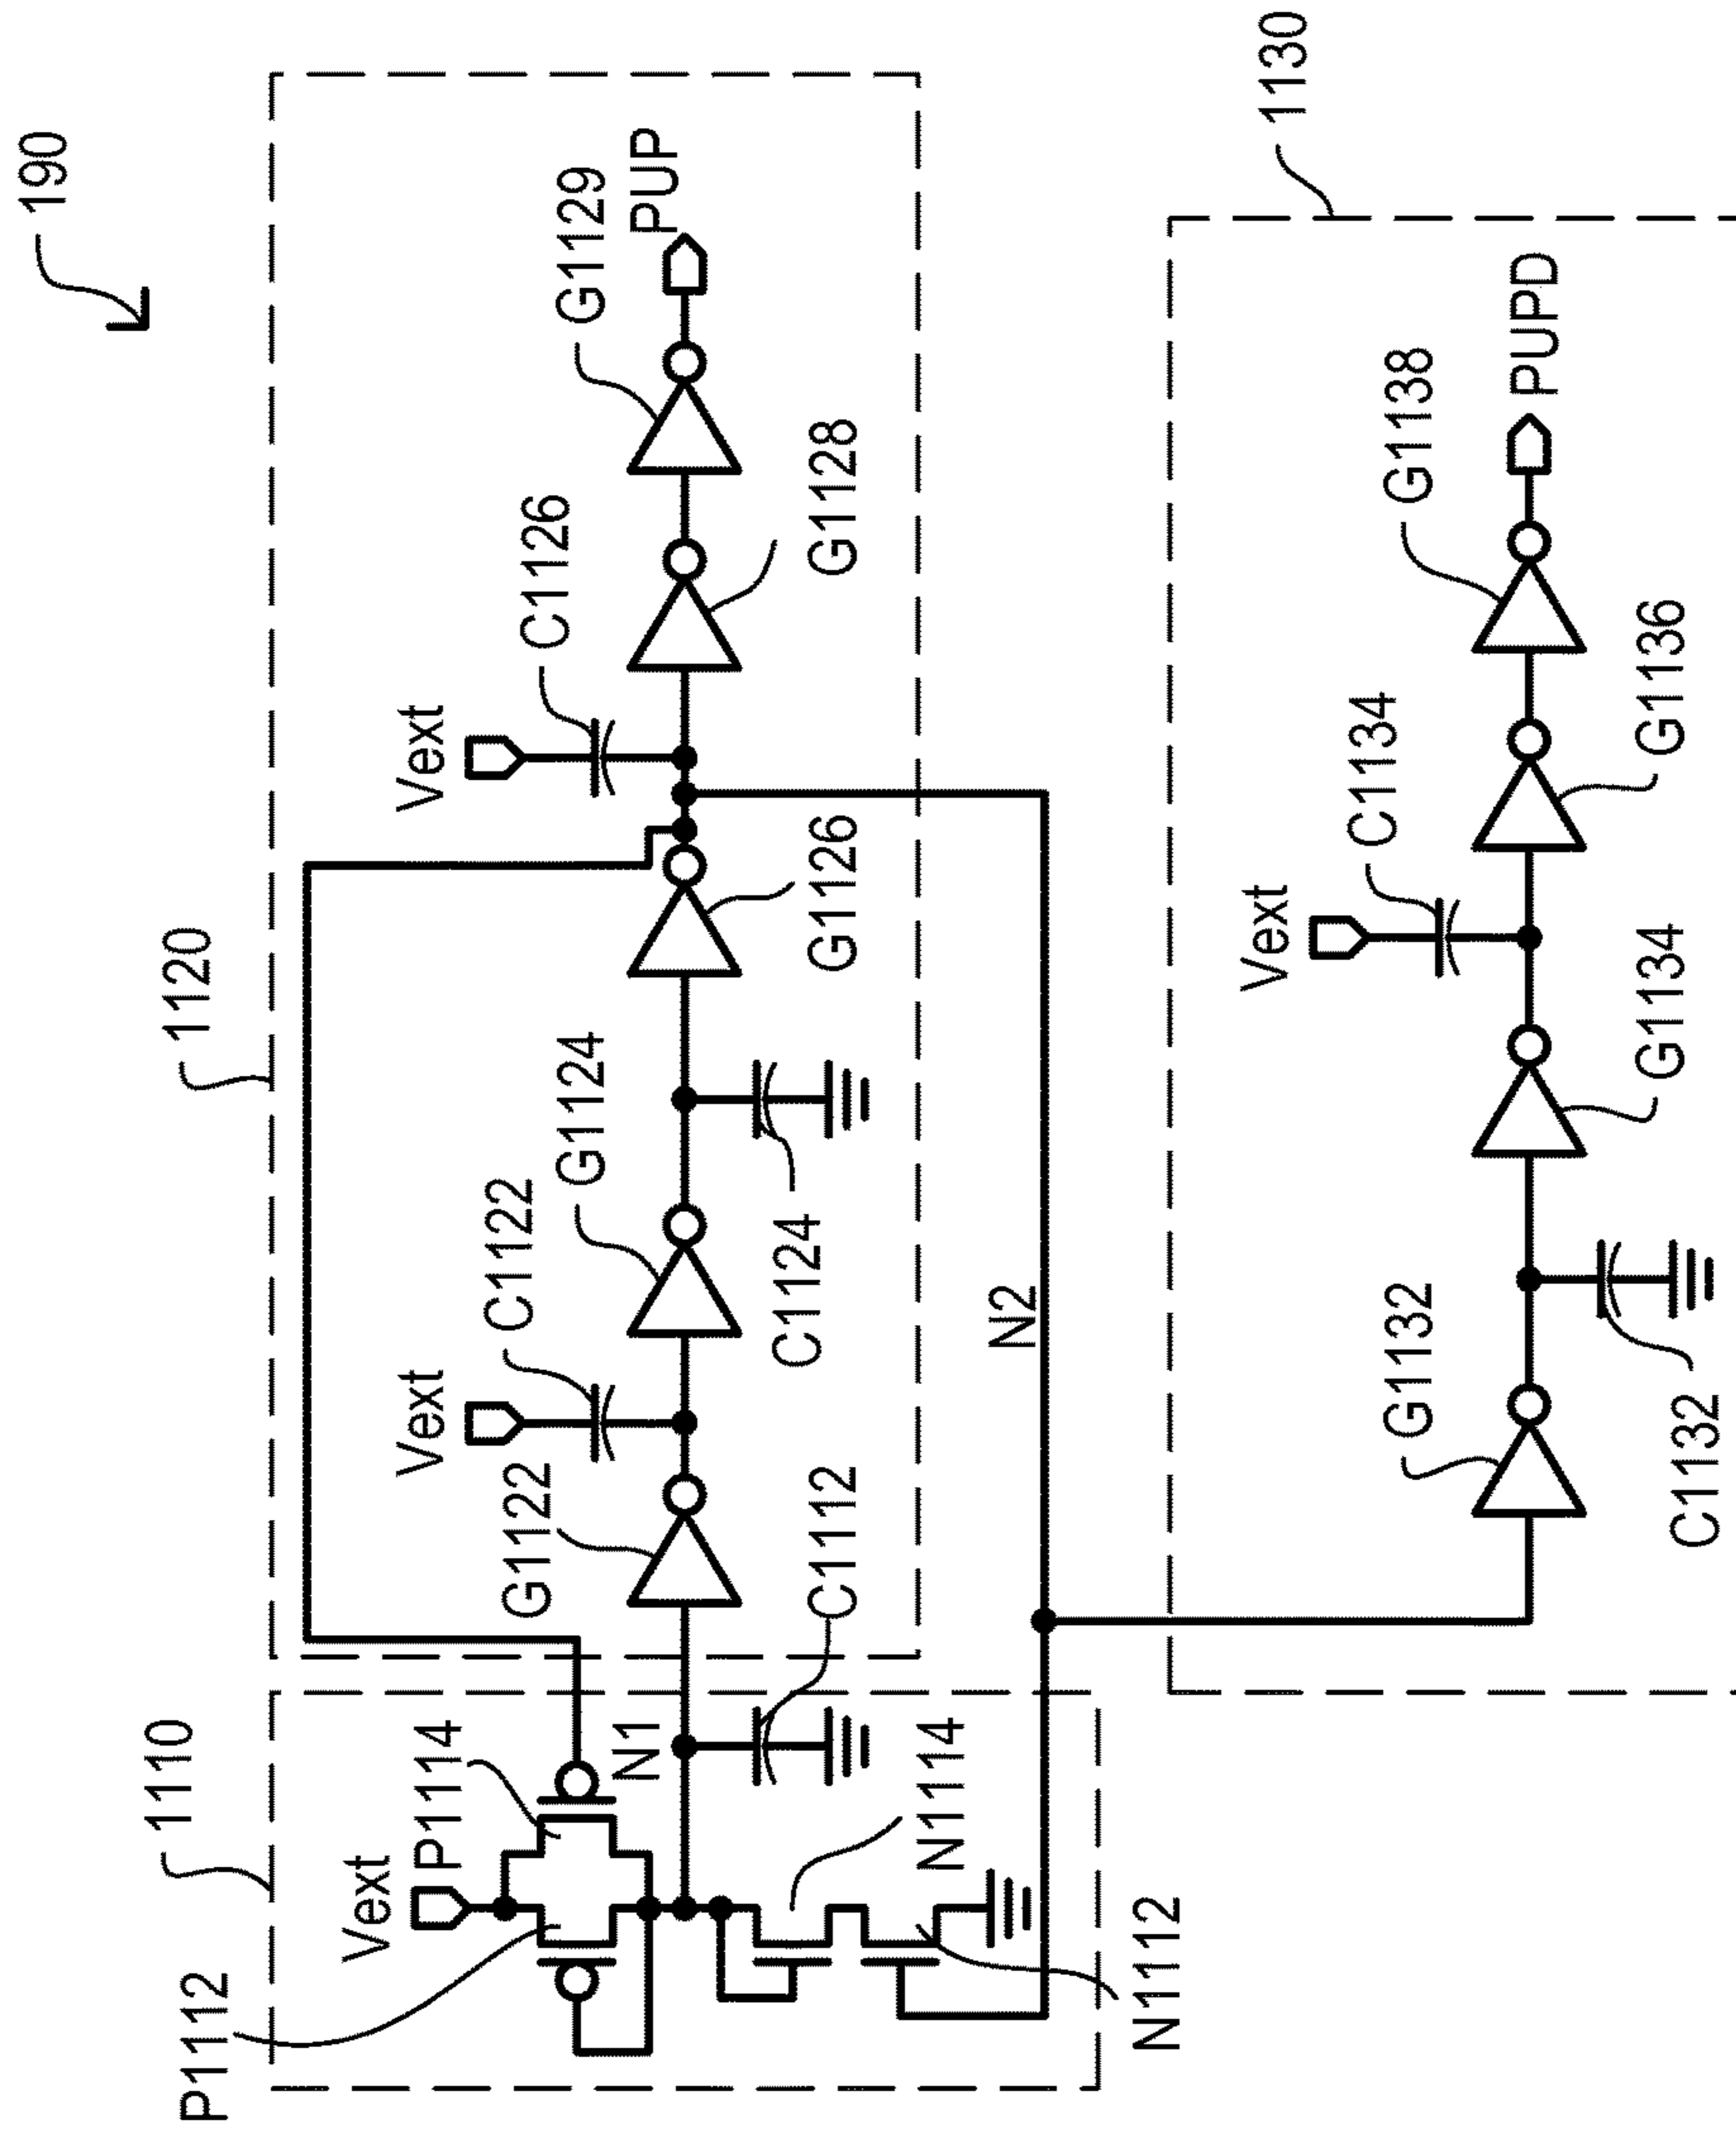 190
1120
1110
Vext
C1126
G1129
PUP
Vext
C1122
G1124
G1128
P1112
Vext
P1114
N1
G1122
G1126
C1124
C1112
N1114
N2
N1112
1130
Vext
C1134
G1138
PUPD
G1132
G1134
G1136
C1132